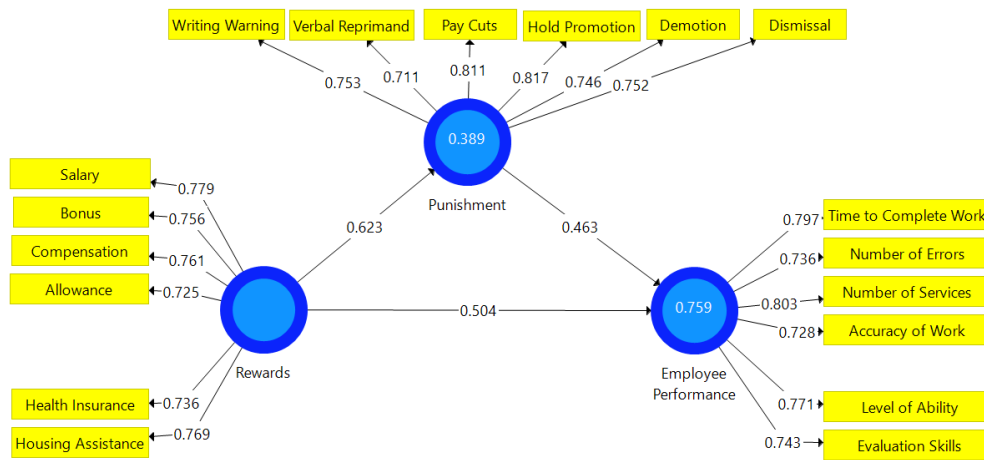 Writing Warning
Verbal Reprimand
Pay Cuts
Hold Promotion
Demotion
Dismissal
0.753
0.711
0.811
0.817
0.746
0.752
0.389
Punishment
Salary
Bonus
Compensation
Allowance
Health Insurance
Housing Assistance
0.779
0.756
0.761
0.725
0.736
0.769
Rewards
0.623
0.463
0.504
0.759
Employee
Performance
0.797
0.736
0.803
0.728
0.771
0.743
Time to Complete Work
Number of Errors
Number of Services
Accuracy of Work
Level of Ability
Evaluation Skills